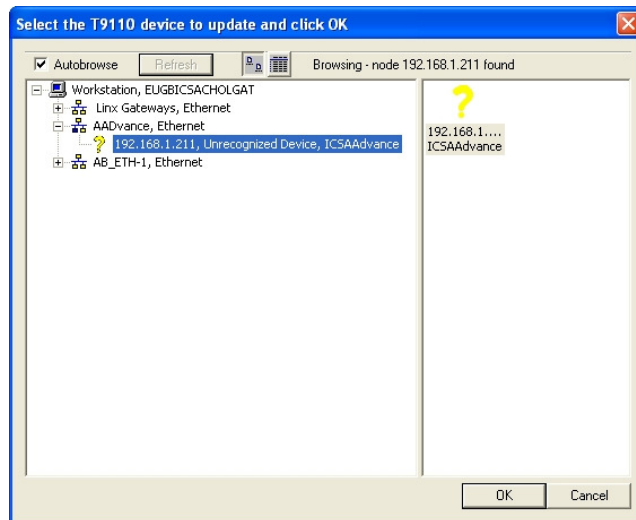 Select the T9110 device to update and click OK
Autobrowse
Refresh
Browsing - node 192.168.1.211 found
Workstation, EUGBICSACHOLGAT
Linx Gateways, Ethernet
AADvance, Ethernet
192.168.1.211, Unrecognized Device, ICSAAdvance
AB_ETH-1, Ethernet
192.168.1....
ICSAAdvance
OK
Cancel